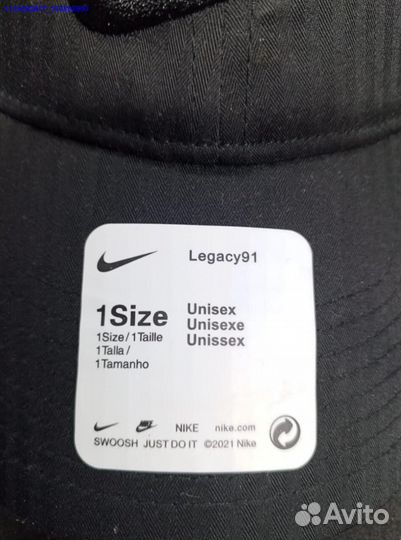 Legacy91
1Size
1Size/1Taille
1Talla/
1Tamanho
Unisex
Unisexe
Unissex
NIKE nike.com
SWOOSH JUST DO IT ©2021 Nike
Avito